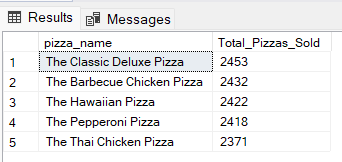 Results Messages
pizza_name Total_Pizzas_Sold
1 The Classic Deluxe Pizza 2453
2 The Barbecue Chicken Pizza 2432
3 The Hawaiian Pizza 2422
4 The Pepperoni Pizza 2418
5 The Thai Chicken Pizza 2371